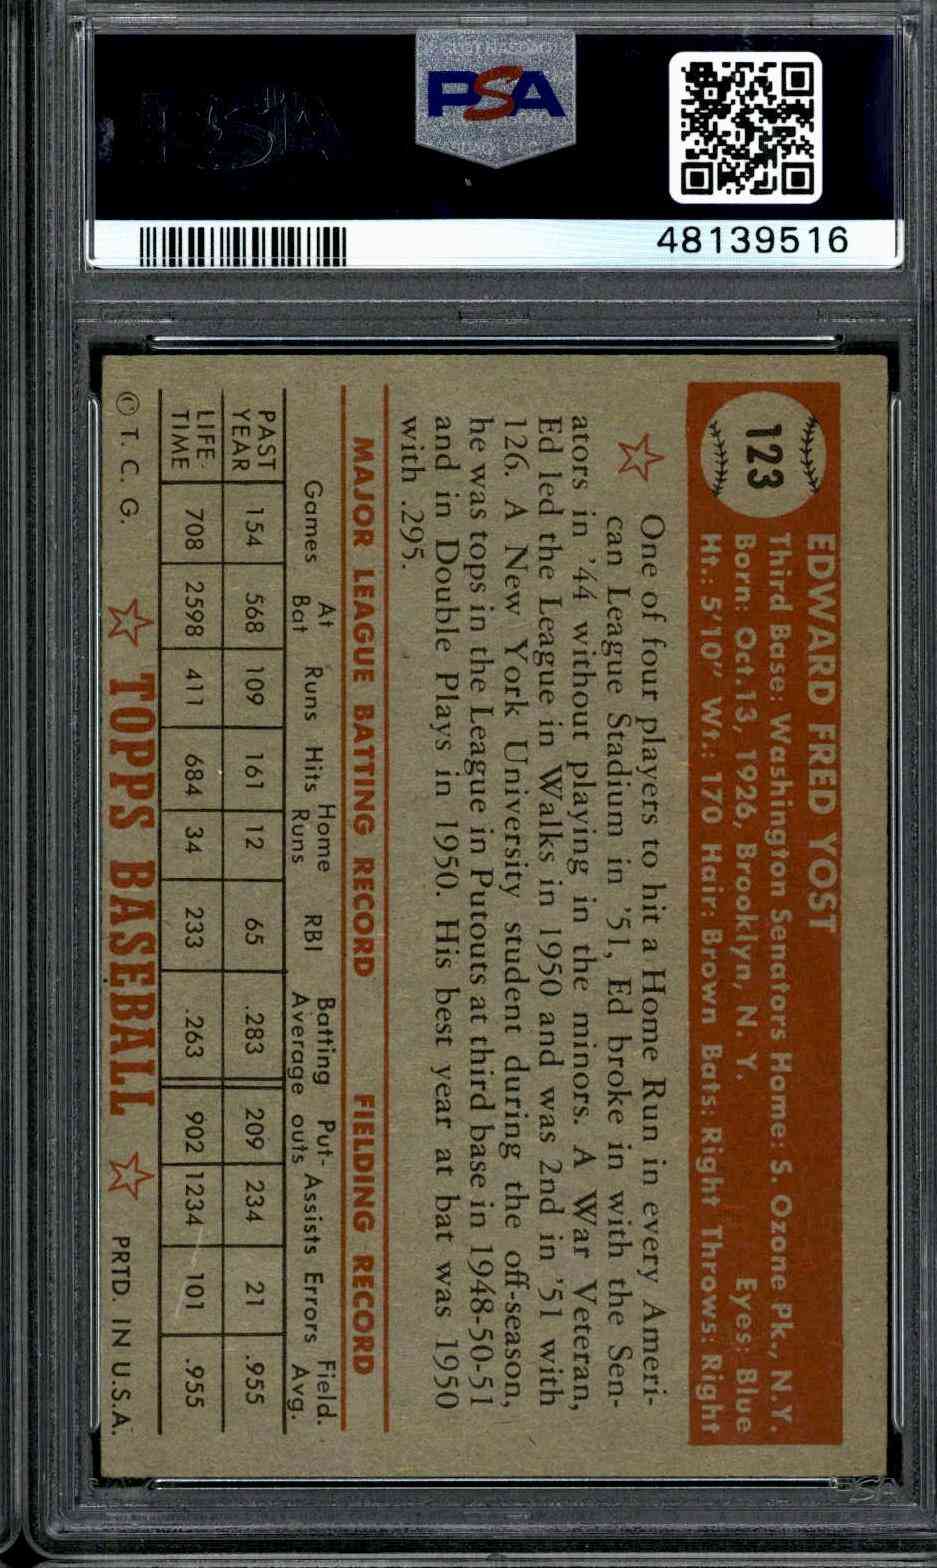 PSA
48139516
123
EDWARD FRED YOST
Third Base: Washington Senators Home: S. Ozone Pk., N.Y.
Born: Oct. 13, 1926, Brooklyn, N. Y. Eyes: Blue
Ht.: 5'10" Wt.: 170 Hair: Brown Bats: Right Throws: Right
One of four players to hit a Home Run in every Ameri-
can League Stadium in '51, Ed broke in with the Sen-
ators in '44 without playing in the minors. A War Veteran,
Ed led the League in Walks in 1950 and was 2nd in '51 with
126. A New York University student during the off-season,
he was tops in the League in Putouts at third base in 1948-50-51
and in Double Plays in 1950. His best year at bat was 1950
with .295.
MAJOR LEAGUE BATTING RECORD FIELDING RECORD
Games At Bat Runs Hits Home Runs RBI Batting Average Put-outs Assists Errors Field. Avg.
PAST YEAR 154 568 109 161 12 65 .283 209 234 21 .955
LIFE-TIME 708 2598 411 684 34 233 .263 902 1234 101 .955
© T. C. G. TOPPS BASEBALL PRTD. IN U.S.A.